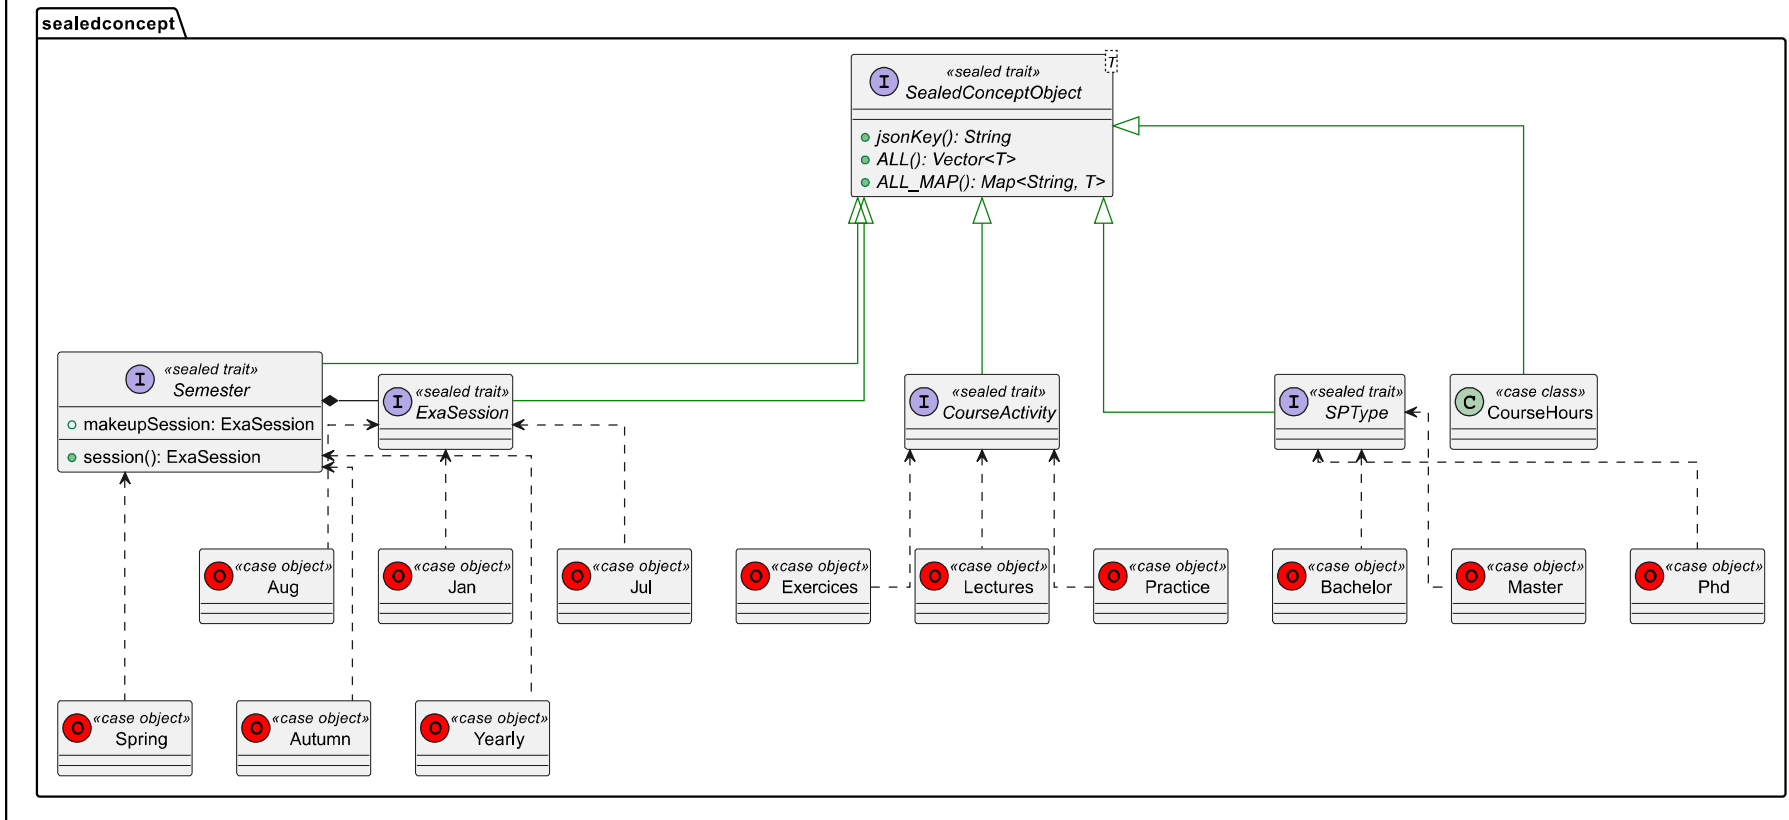 sealedconcept
T
«sealed trait»
SealedConceptObject
jsonKey(): String
ALL(): Vector<T>
ALL_MAP(): Map<String, T>
«sealed trait»
Semester
makeupSession: ExaSession
session(): ExaSession
«sealed trait»
ExaSession
«sealed trait»
CourseActivity
«sealed trait»
SPType
«case class»
CourseHours
«case object»
Aug
«case object»
Jan
«case object»
Jul
«case object»
Exercices
«case object»
Lectures
«case object»
Practice
«case object»
Bachelor
«case object»
Master
«case object»
Phd
«case object»
Spring
«case object»
Autumn
«case object»
Yearly
I
I
I
I
I
C
O
O
O
O
O
O
O
O
O
O
O
O